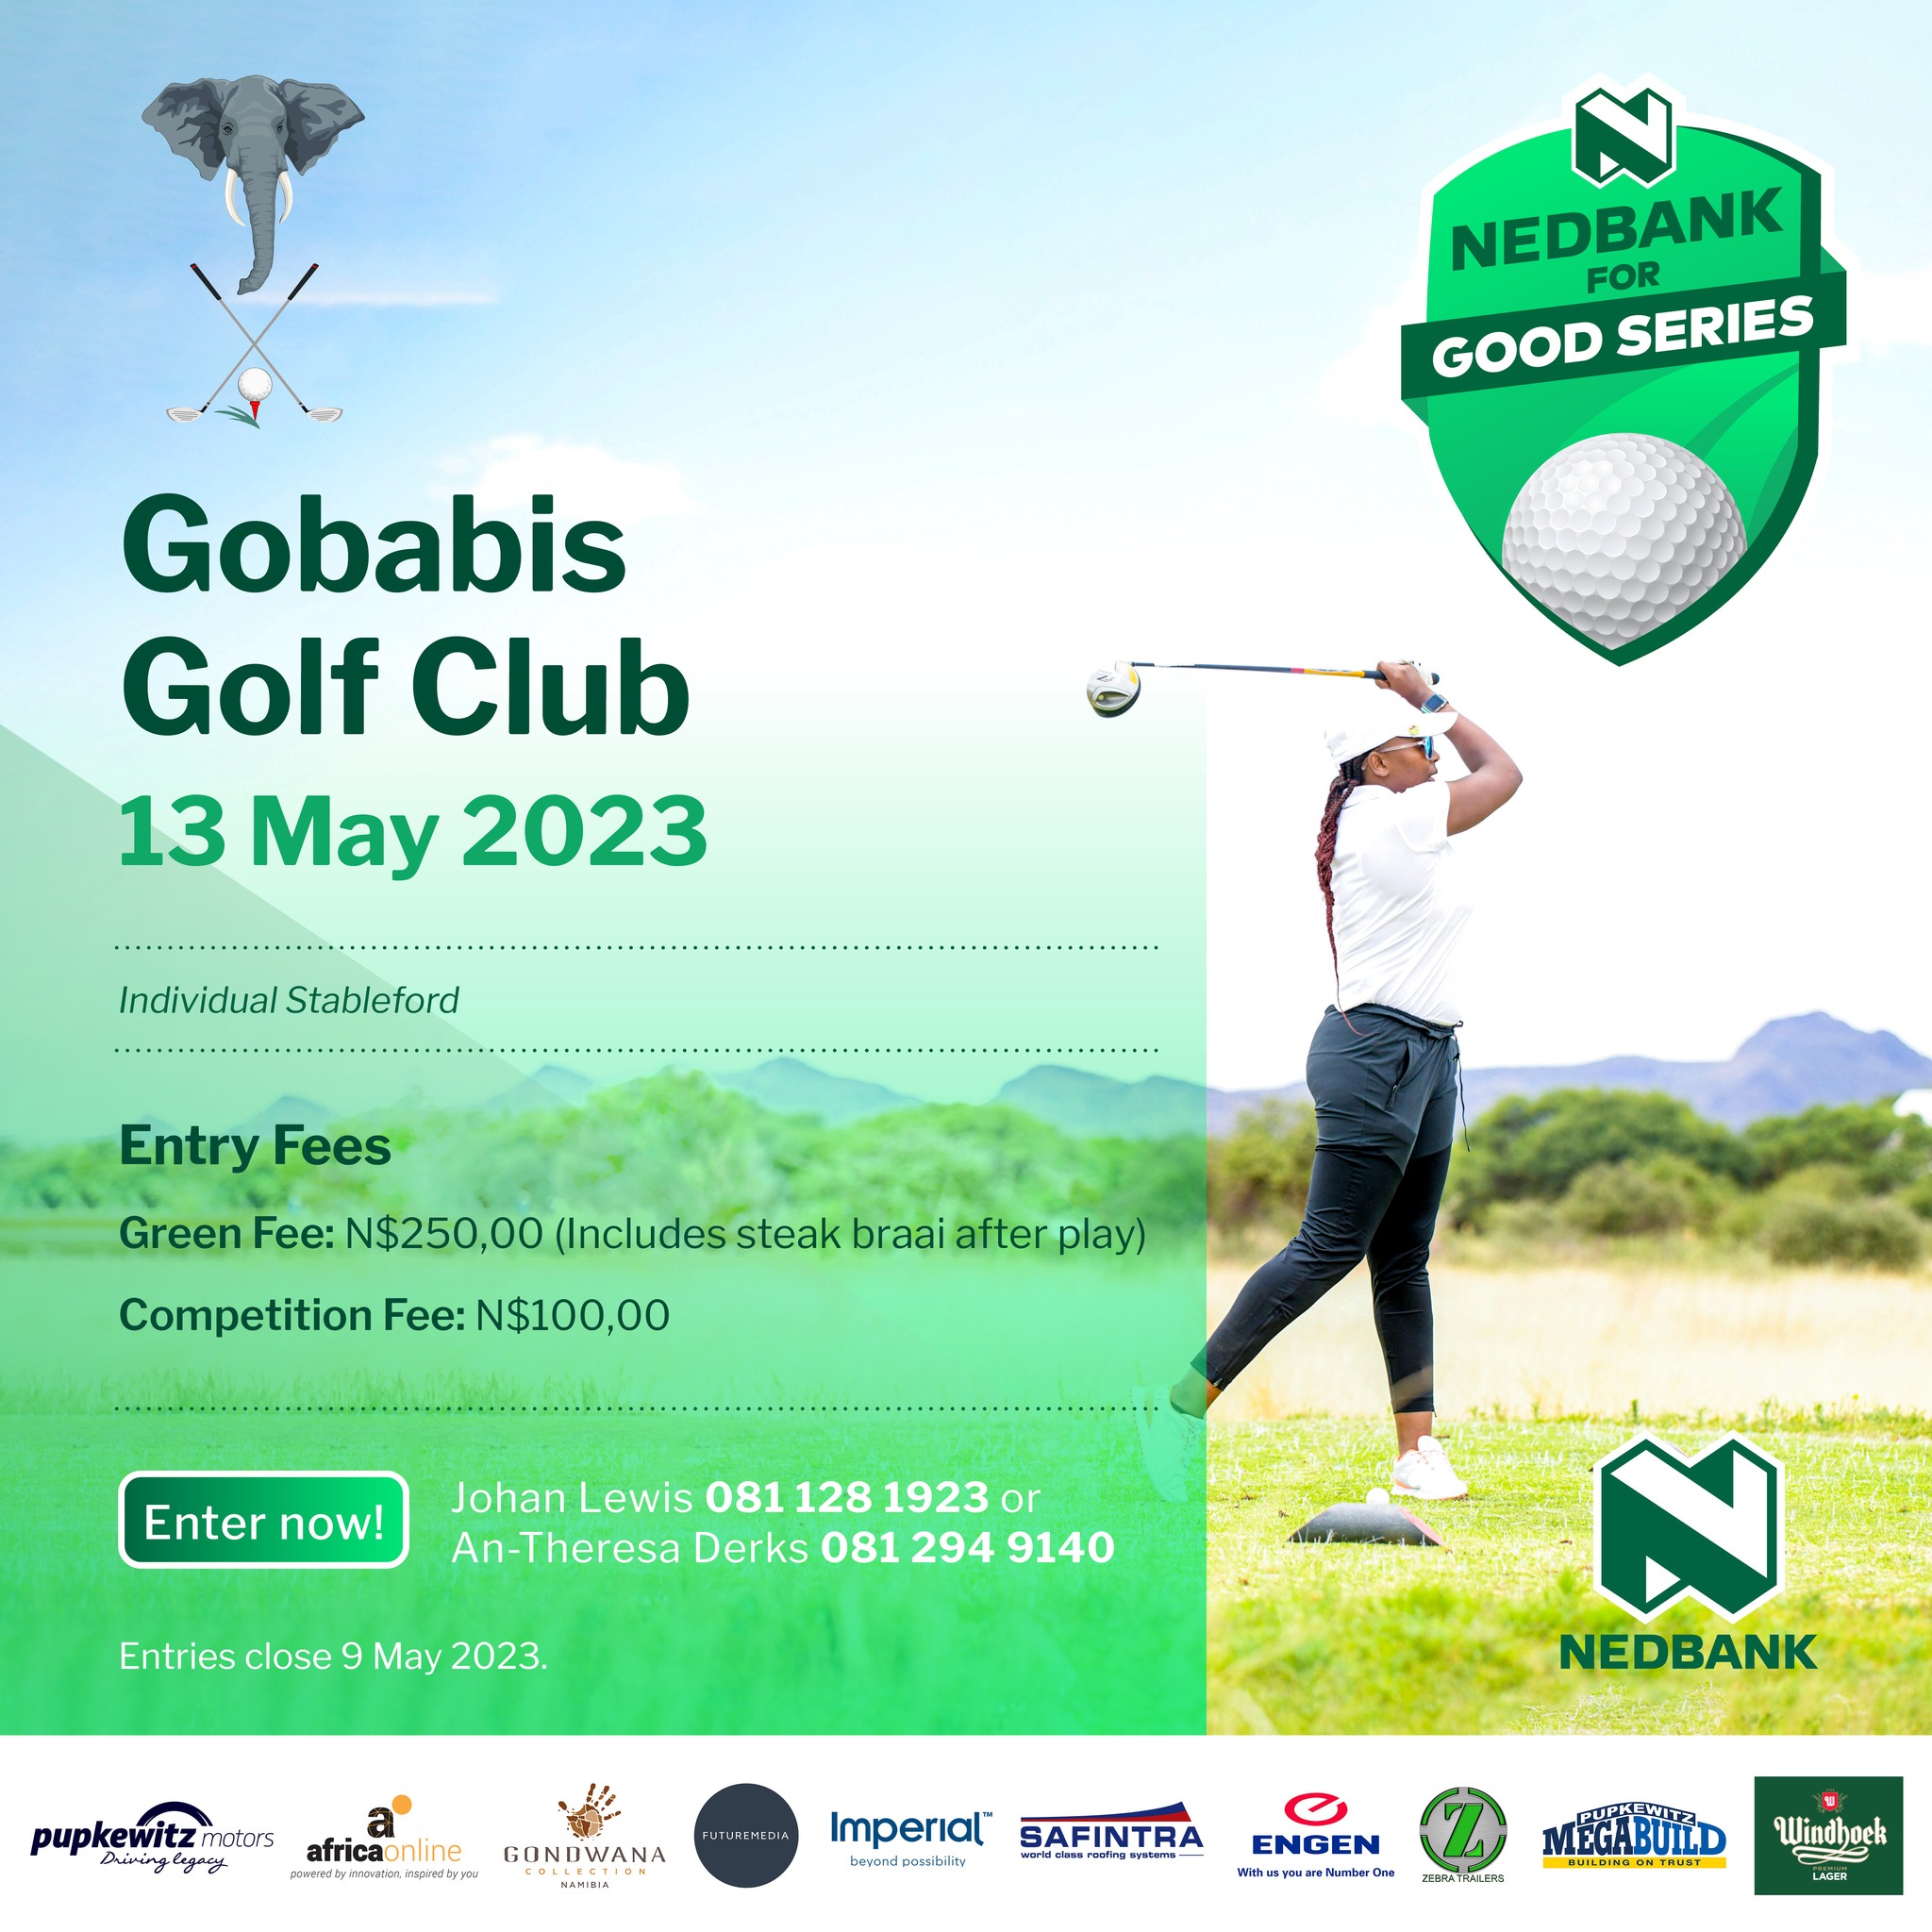 NEDBANK
FOR
GOOD SERIES
Gobabis
Golf Club
13 May 2023
Individual Stableford
Entry Fees
Green Fee: N$250,00 (Includes steak braai after play)
Competition Fee: N$100,00
Enter now!
Johan Lewis 081 128 1923 or
An-Theresa Derks 081 294 9140
Entries close 9 May 2023.
NEDBANK
pupkewitz motors
Driving legacy
a
africaonline
powered by innovation, inspired by you
GONDWANA
COLLECTION
NAMIBIA
FUTUREMEDIA
Imperial™
beyond possibility
SAFINTRA
world class roofing systems
e
ENGEN
With us you are Number One
Z
ZEBRA TRAILERS
PUPKEWITZ
MEGABUILD
BUILDING ON TRUST
W
Windhoek
PREMIUM
LAGER